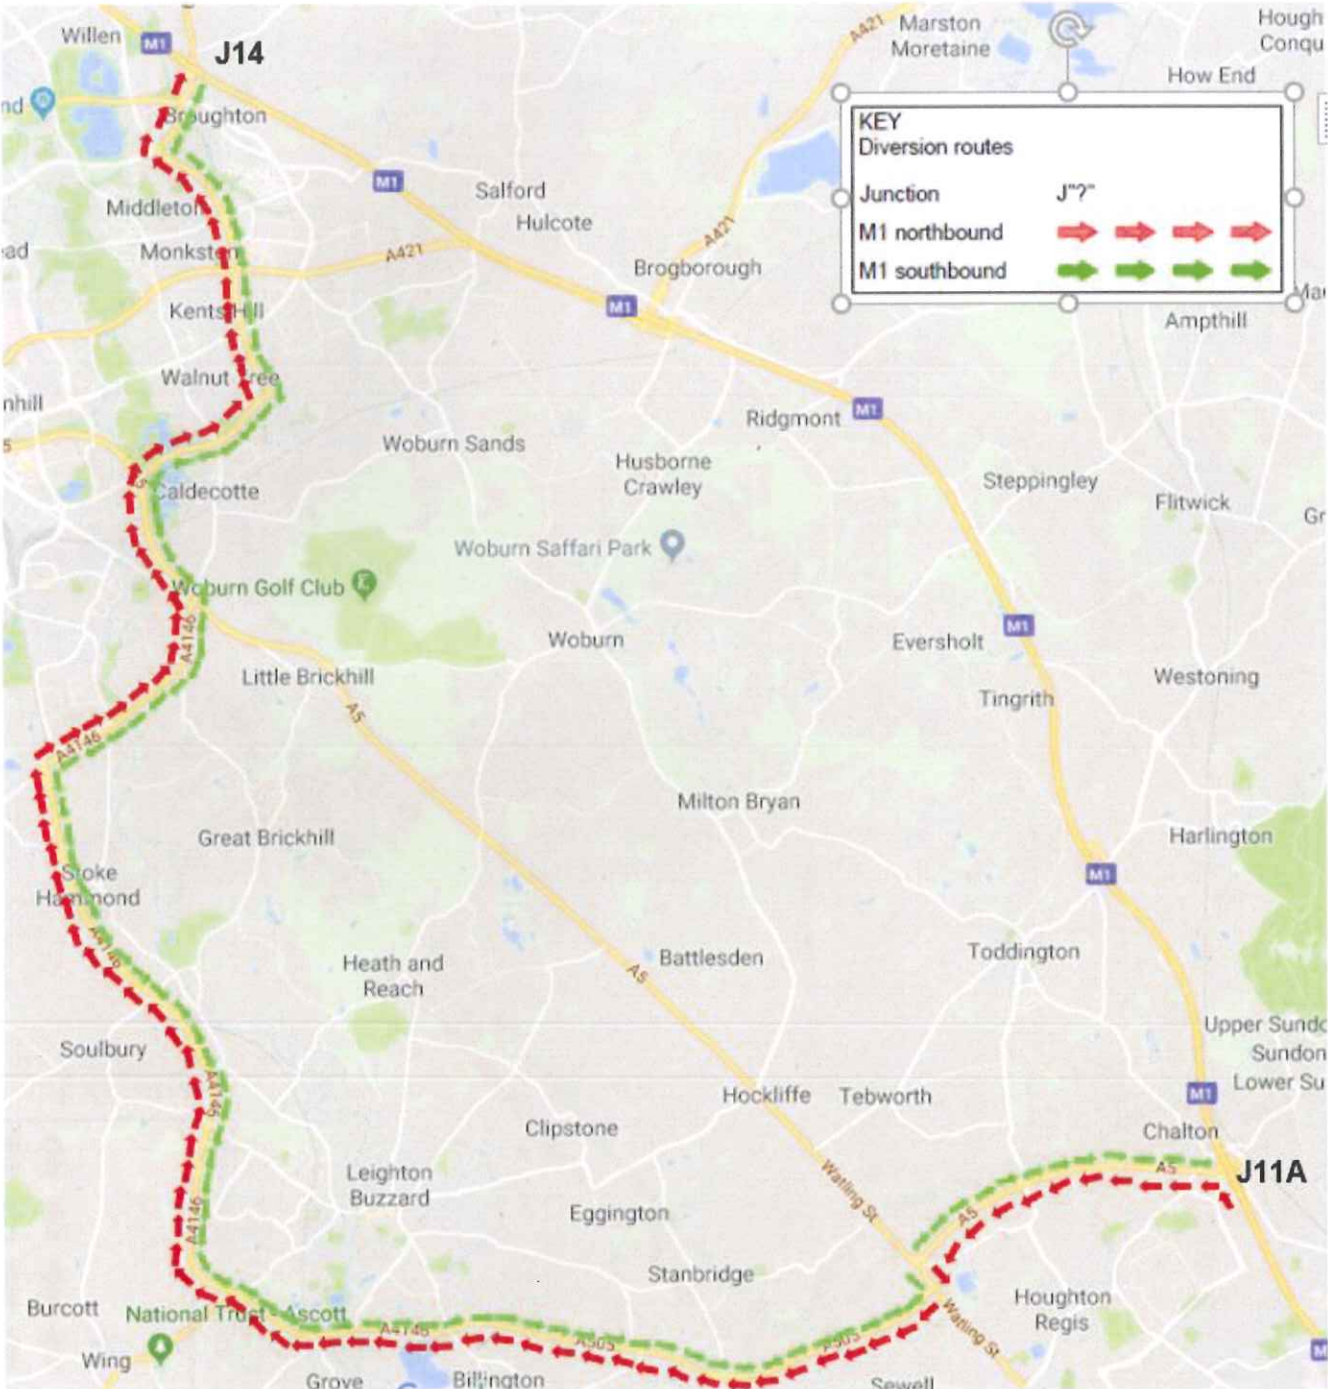 Willen
M1
J14
A421
Marston
Moretaine
Hough
Conqu
How End
nd
Broughton
KEY
Diversion routes
Junction J"?"
M1 northbound
M1 southbound
M1
Salford
Hulcote
Middleton
ead
Monkston
A421
A421
Brogborough
M1
Kents Hill
Ampthill
Walnut Tree
nhill
5
Ridgmont
M1
Woburn Sands
Husborne
Crawley
Steppingley
Flitwick
Gr
Caldecotte
Woburn Saffari Park
Woburn Golf Club
A4146
Woburn
Eversholt
M1
Little Brickhill
Westoning
Tingrith
A5
A4146
Milton Bryan
Great Brickhill
Harlington
Stoke
Hammond
M1
A4146
Heath and
Reach
A5
Battlesden
Toddington
Soulbury
Upper Sundo
Sundon
Lower Su
A4146
Hockliffe
Tebworth
M1
Clipstone
Chalton
Leighton
Buzzard
Watling St
A5
J11A
A4146
Eggington
A5
Stanbridge
Burcott
National Trust - Ascott
Houghton
Regis
Watling St
A4146
A505
A505
Wing
M
Grove
Billington
Sewell